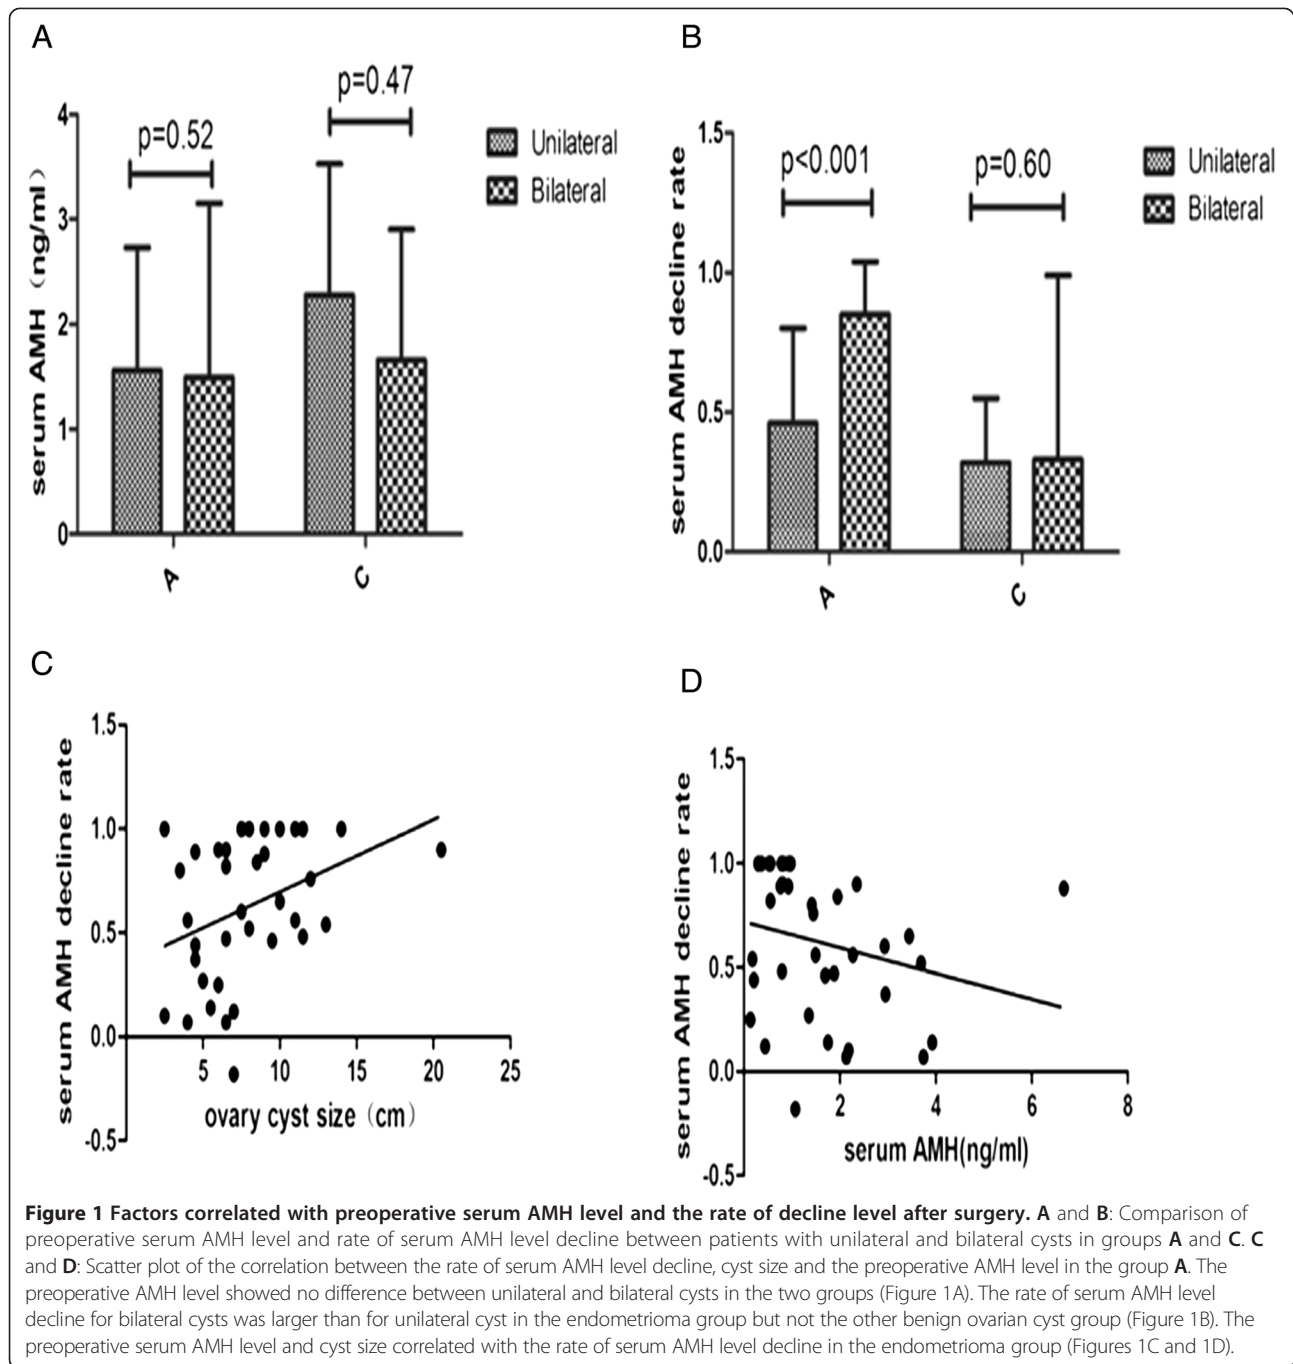 A
p=0.52
p=0.47
Unilateral
Bilateral
serum AMH（ng/ml）
4
3
2
1
0
A
C
B
p<0.001
p=0.60
Unilateral
Bilateral
serum AMH decline rate
1.5
1.0
0.5
0.0
A
C
C
serum AMH decline rate
1.5
1.0
0.5
0.0
-0.5
5
10
15
20
25
ovary cyst size（cm）
D
serum AMH decline rate
1.5
1.0
0.5
0.0
-0.5
2
4
6
8
serum AMH(ng/ml)
Figure 1 Factors correlated with preoperative serum AMH level and the rate of decline level after surgery. A and B: Comparison of
preoperative serum AMH level and rate of serum AMH level decline between patients with unilateral and bilateral cysts in groups A and C. C
and D: Scatter plot of the correlation between the rate of serum AMH level decline, cyst size and the preoperative AMH level in the group A. The
preoperative AMH level showed no difference between unilateral and bilateral cysts in the two groups (Figure 1A). The rate of serum AMH level
decline for bilateral cysts was larger than for unilateral cyst in the endometrioma group but not the other benign ovarian cyst group (Figure 1B). The
preoperative serum AMH level and cyst size correlated with the rate of serum AMH level decline in the endometrioma group (Figures 1C and 1D).